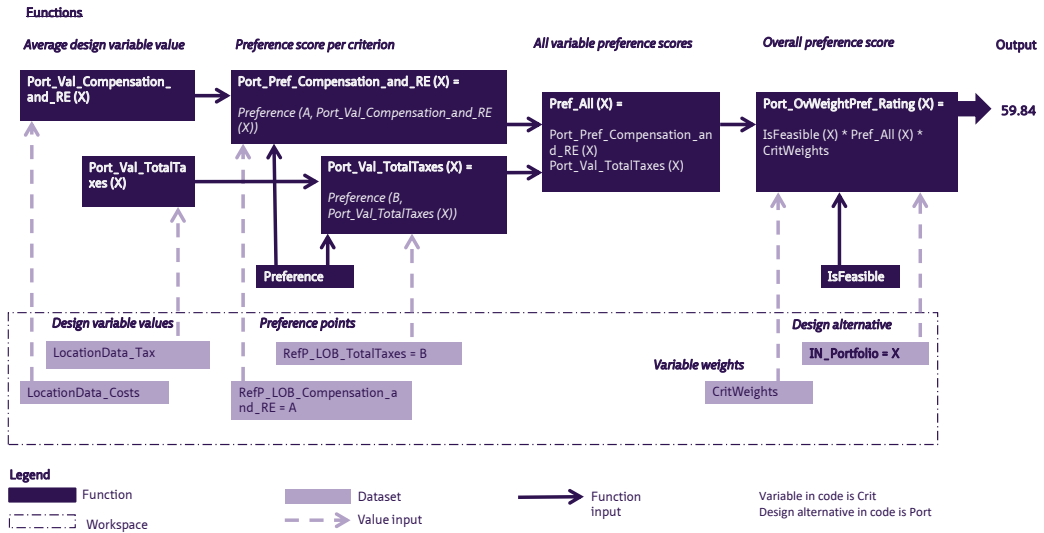 Functions
Average design variable value
Preference score per criterion
All variable preference scores
Overall preference score
Output
Port_Val_Compensation_
and_RE (X)
Port_Pref_Compensation_and_RE (X) =
Preference (A, Port_Val_Compensation_and_RE
(X))
Pref_All (X) =
Port_Pref_Compensation_an
d_RE (X)
Port_Val_TotalTaxes (X)
Port_OvWeightPref_Rating (X) =
IsFeasible (X) * Pref_All (X) *
CritWeights
59.84
Port_Val_TotalTa
xes (X)
Port_Val_TotalTaxes (X) =
Preference (B,
Port_Val_TotalTaxes (X))
Preference
IsFeasible
Design variable values
Preference points
Design alternative
LocationData_Tax
RefP_LOB_TotalTaxes = B
IN_Portfolio = X
Variable weights
LocationData_Costs
RefP_LOB_Compensation_a
nd_RE = A
CritWeights
Legend
Function
Dataset
Function
input
Variable in code is Crit
Design alternative in code is Port
Workspace
Value input